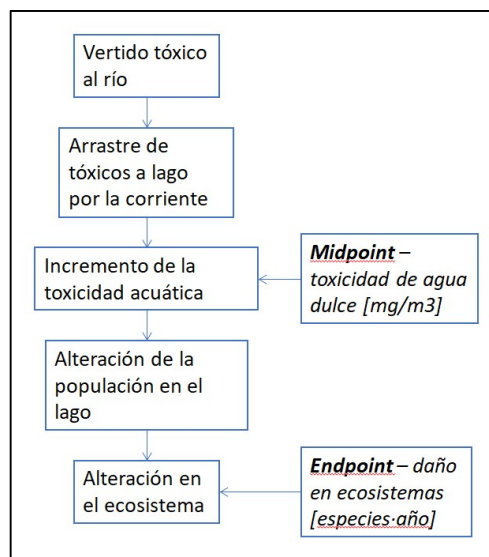 Vertido tóxico
al río
Arrastre de
tóxicos a lago
por la corriente
Incremento de la
toxicidad acuática
Midpoint –
toxicidad de agua
dulce [mg/m3]
Alteración de la
populación en el
lago
Alteración en
el ecosistema
Endpoint – daño
en ecosistemas
[especies·año]